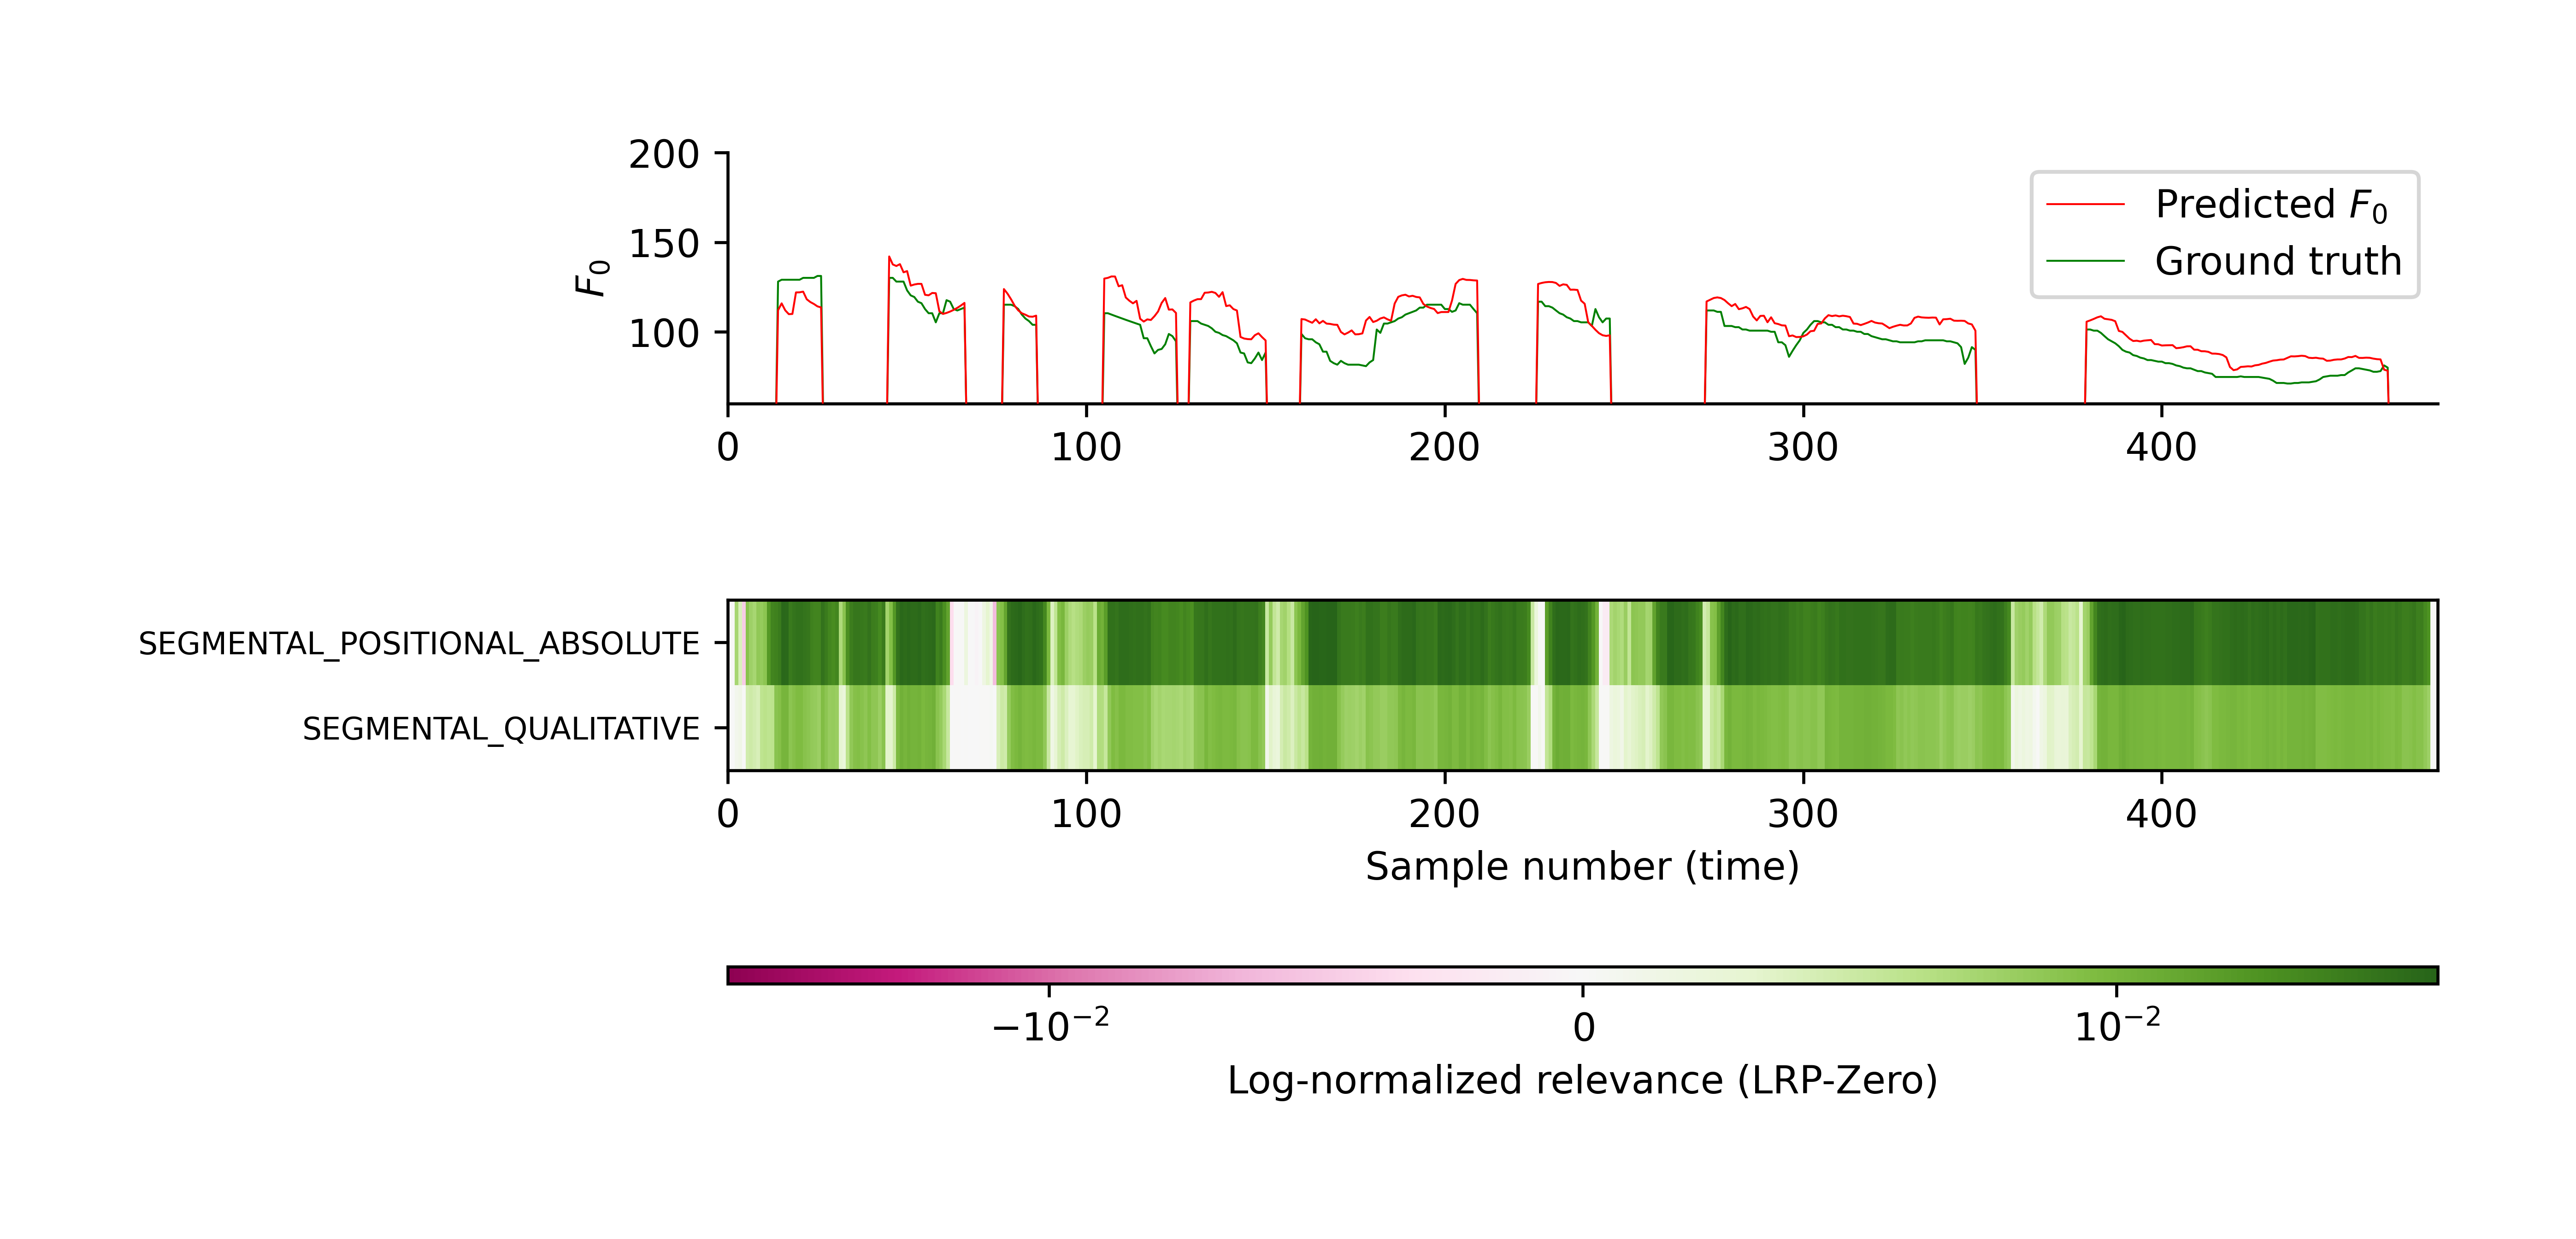 200
150
100
F₀
Predicted F₀
Ground truth
0 100 200 300 400
SEGMENTAL_POSITIONAL_ABSOLUTE
SEGMENTAL_QUALITATIVE
0 100 200 300 400
Sample number (time)
−10⁻² 0 10⁻²
Log-normalized relevance (LRP-Zero)